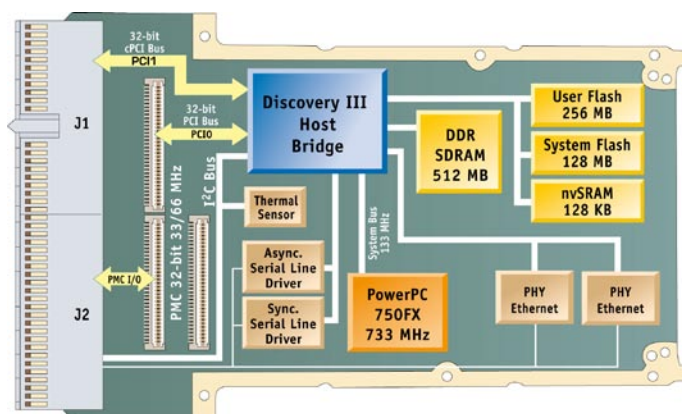 32-bit
cPCI Bus
PCI1
J1
32-bit
PCI Bus
PCI0
Discovery III
Host
Bridge
User Flash
256 MB
DDR
SDRAM
512 MB
System Flash
128 MB
nvSRAM
128 KB
I²C Bus
PMC 32-bit 33/66 MHz
Thermal
Sensor
System Bus
133 MHz
Async.
Serial Line
Driver
PMC I/O
J2
Sync.
Serial Line
Driver
PowerPC
750FX
733 MHz
PHY
Ethernet
PHY
Ethernet